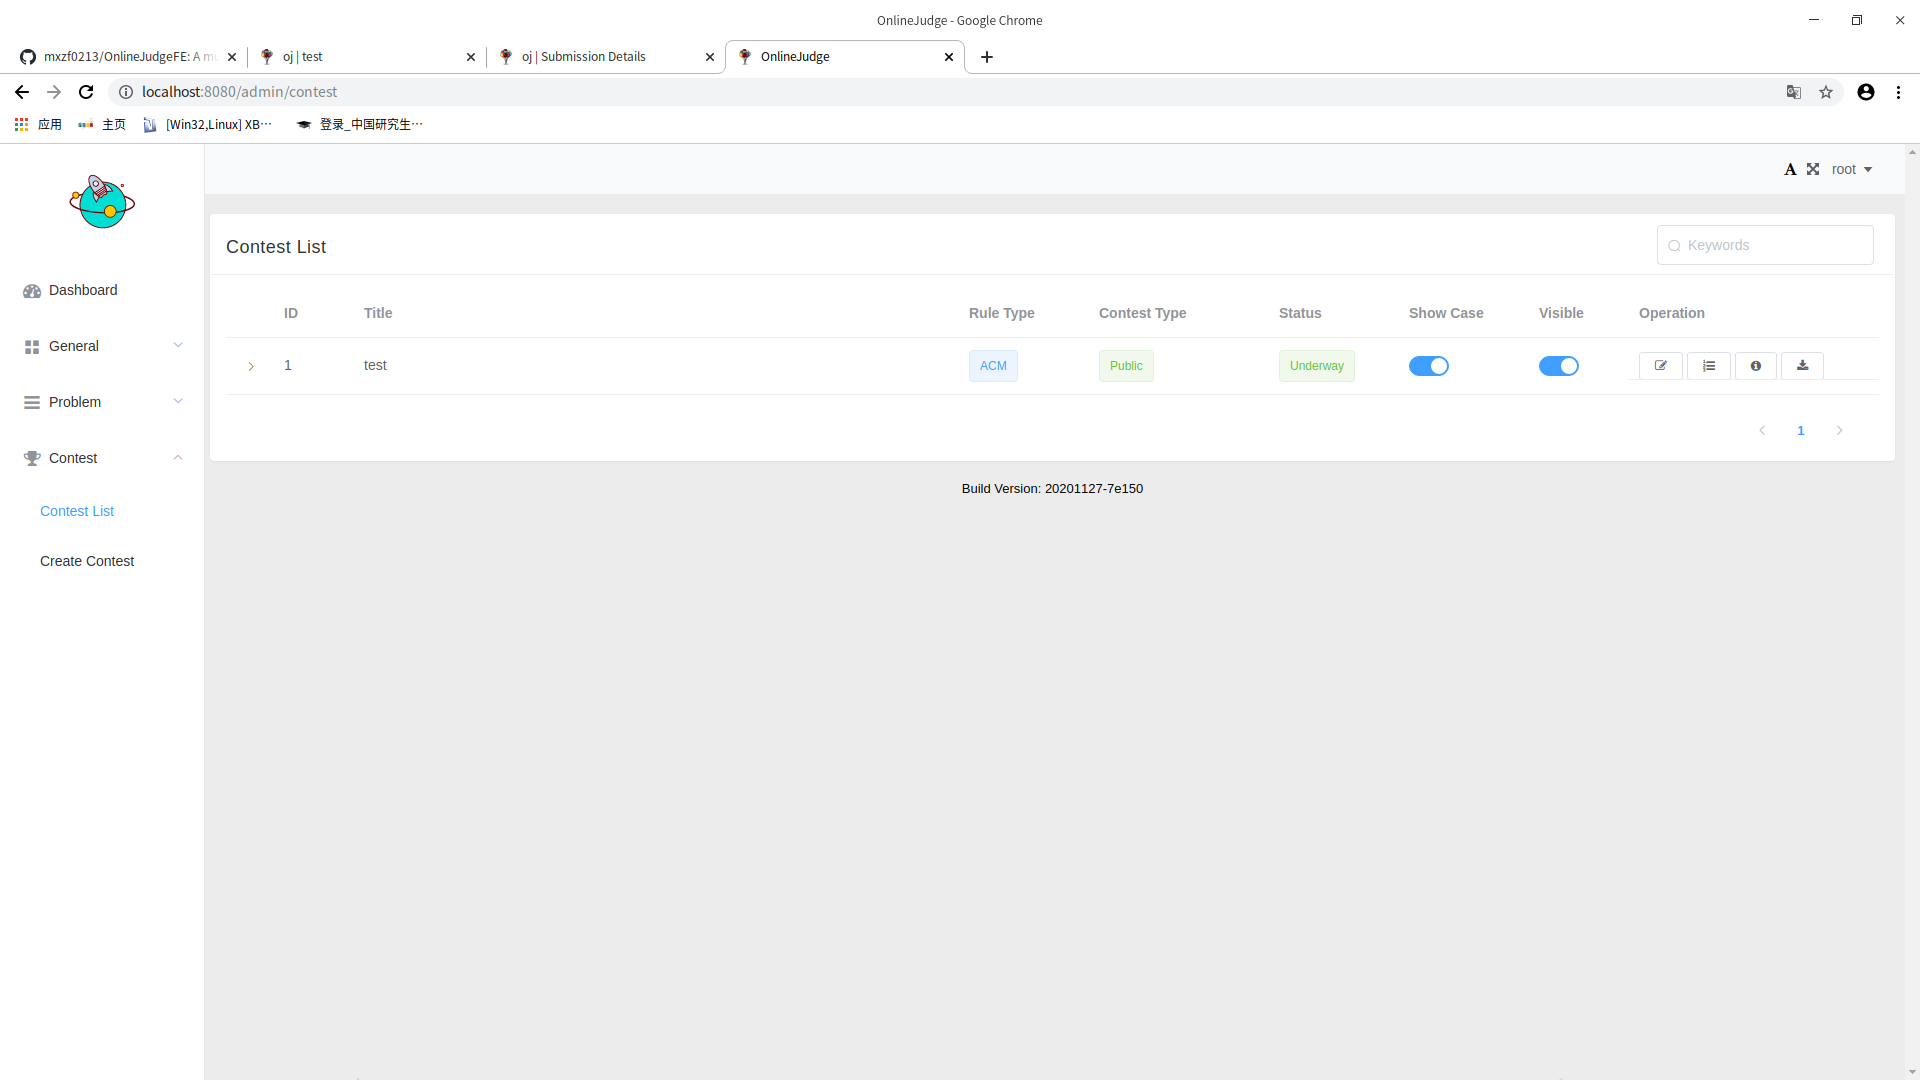 OnlineJudge - Google Chrome
mxzf0213/OnlineJudgeFE: A mu
oj | test
oj | Submission Details
OnlineJudge
localhost:8080/admin/contest
应用
主页
[Win32,Linux] XB…
登录_中国研究生…
A
root
Contest List
Keywords
Dashboard
General
Problem
Contest
Contest List
Create Contest
ID Title Rule Type Contest Type Status Show Case Visible Operation
1 test ACM Public Underway
1
Build Version: 20201127-7e150